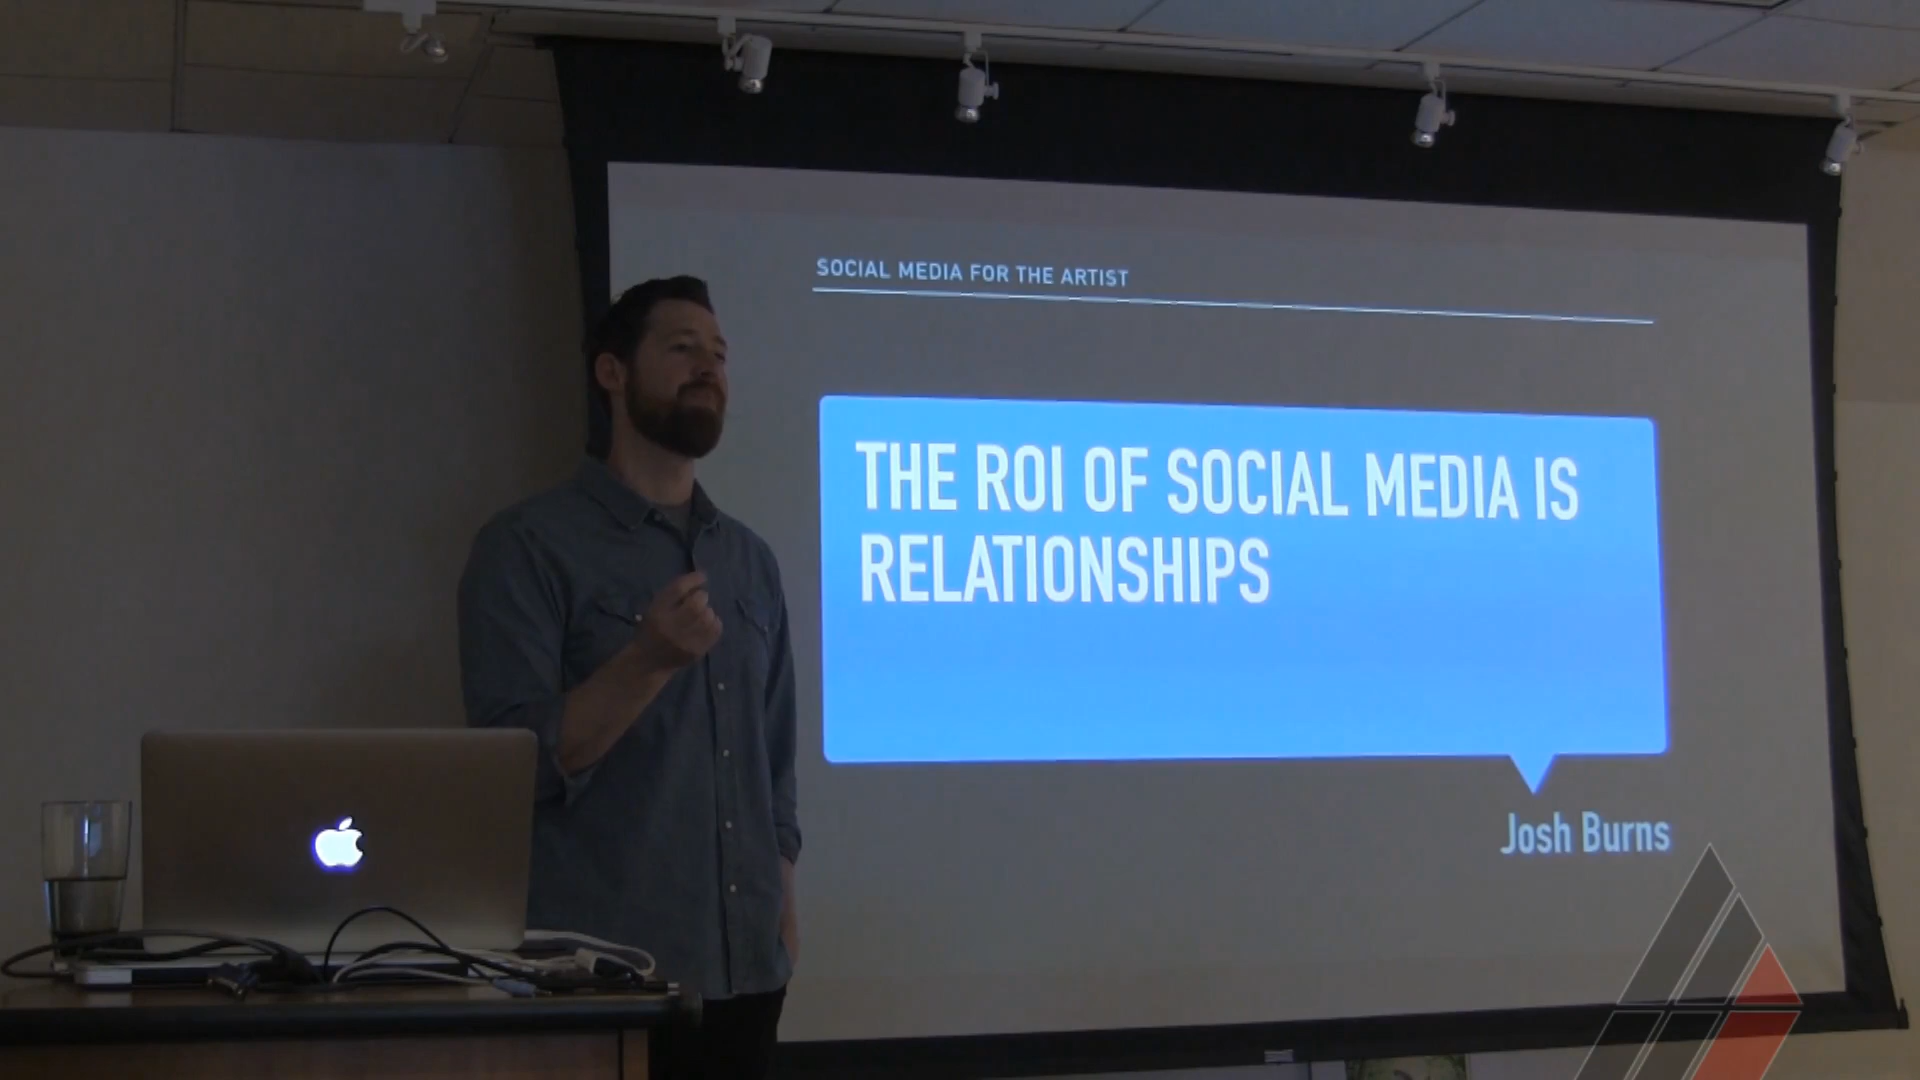 SOCIAL MEDIA FOR THE ARTIST
THE ROI OF SOCIAL MEDIA IS
RELATIONSHIPS
Josh Burns